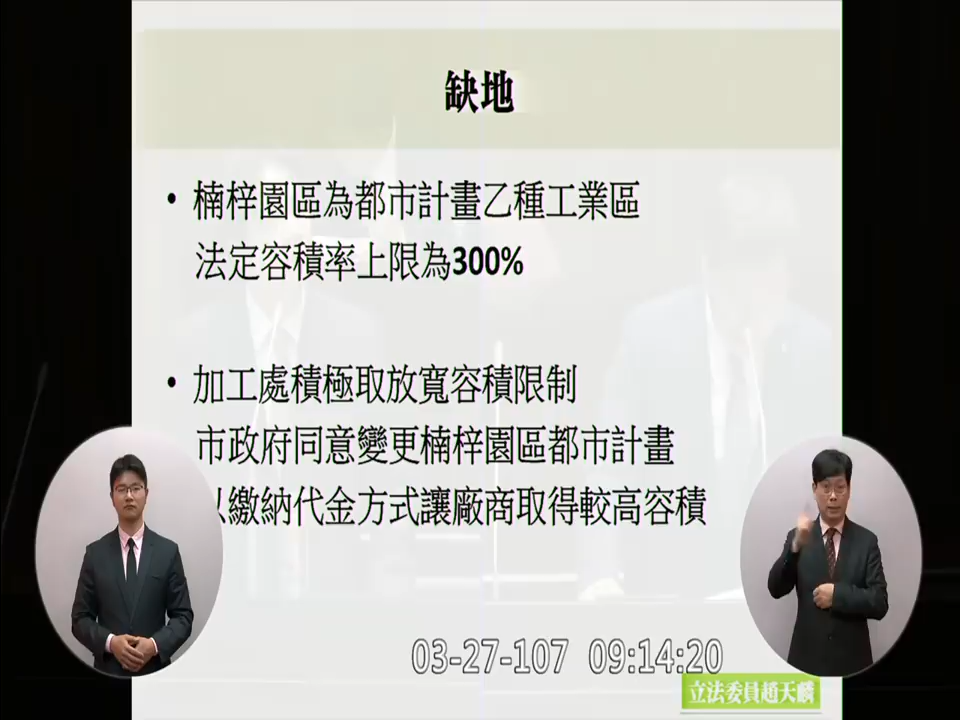 缺地
• 楠梓園區為都市計畫乙種工業區
法定容積率上限為300%
• 加工處積極取放寬容積限制
市政府同意變更楠梓園區都市計畫
以繳納代金方式讓廠商取得較高容積
03-27-107 09:14:20
立法委員趙天麟